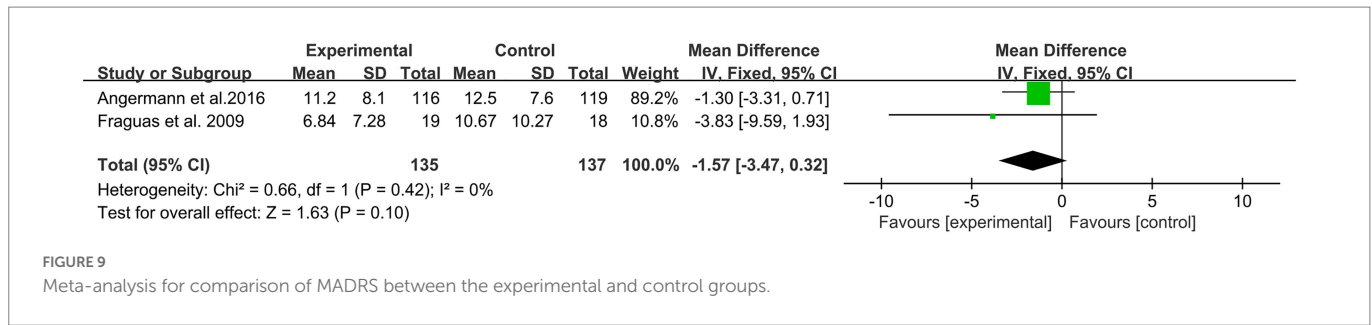 Experimental Control Mean Difference Mean Difference
Study or Subgroup Mean SD Total Mean SD Total Weight IV, Fixed, 95% CI IV, Fixed, 95% CI
Angermann et al.2016 11.2 8.1 116 12.5 7.6 119 89.2% -1.30 [-3.31, 0.71]
Fraguas et al. 2009 6.84 7.28 19 10.67 10.27 18 10.8% -3.83 [-9.59, 1.93]
Total (95% CI) 135 137 100.0% -1.57 [-3.47, 0.32]
Heterogeneity: Chi² = 0.66, df = 1 (P = 0.42); I² = 0%
Test for overall effect: Z = 1.63 (P = 0.10)
-10 -5 0 5 10
Favours [experimental] Favours [control]
FIGURE 9
Meta-analysis for comparison of MADRS between the experimental and control groups.